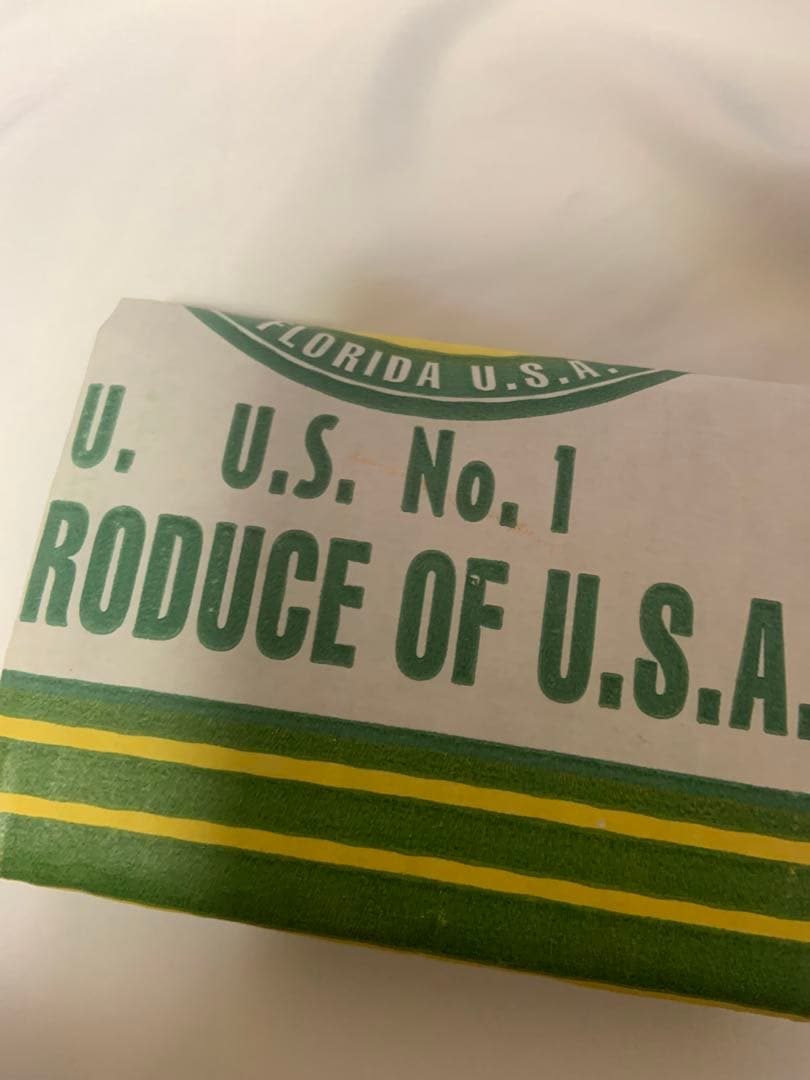 FLORIDA U.S.A.
U. U.S. No. 1
RODUCE OF U.S.A.